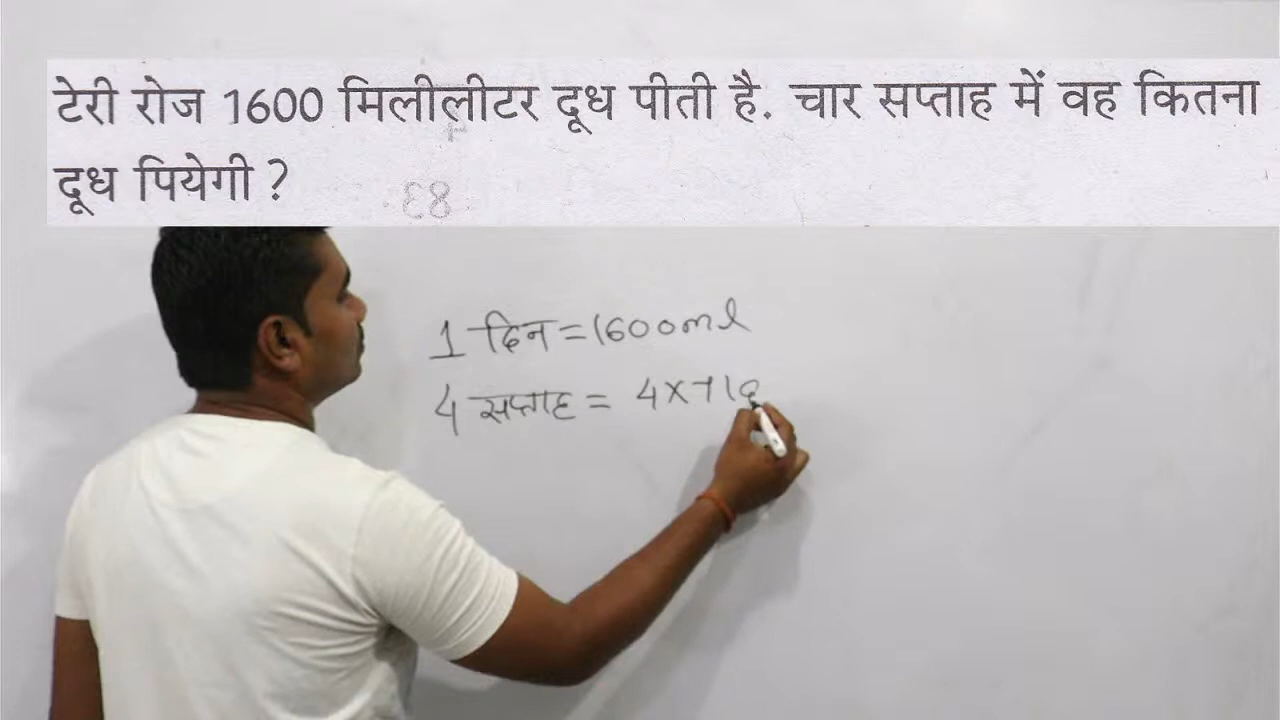 टेरी रोज 1600 मिलीलीटर दूध पीती है. चार सप्ताह में वह कितना
दूध पियेगी ?
1 दिन = 1600ml
4 सप्ताह = 4×7 दि